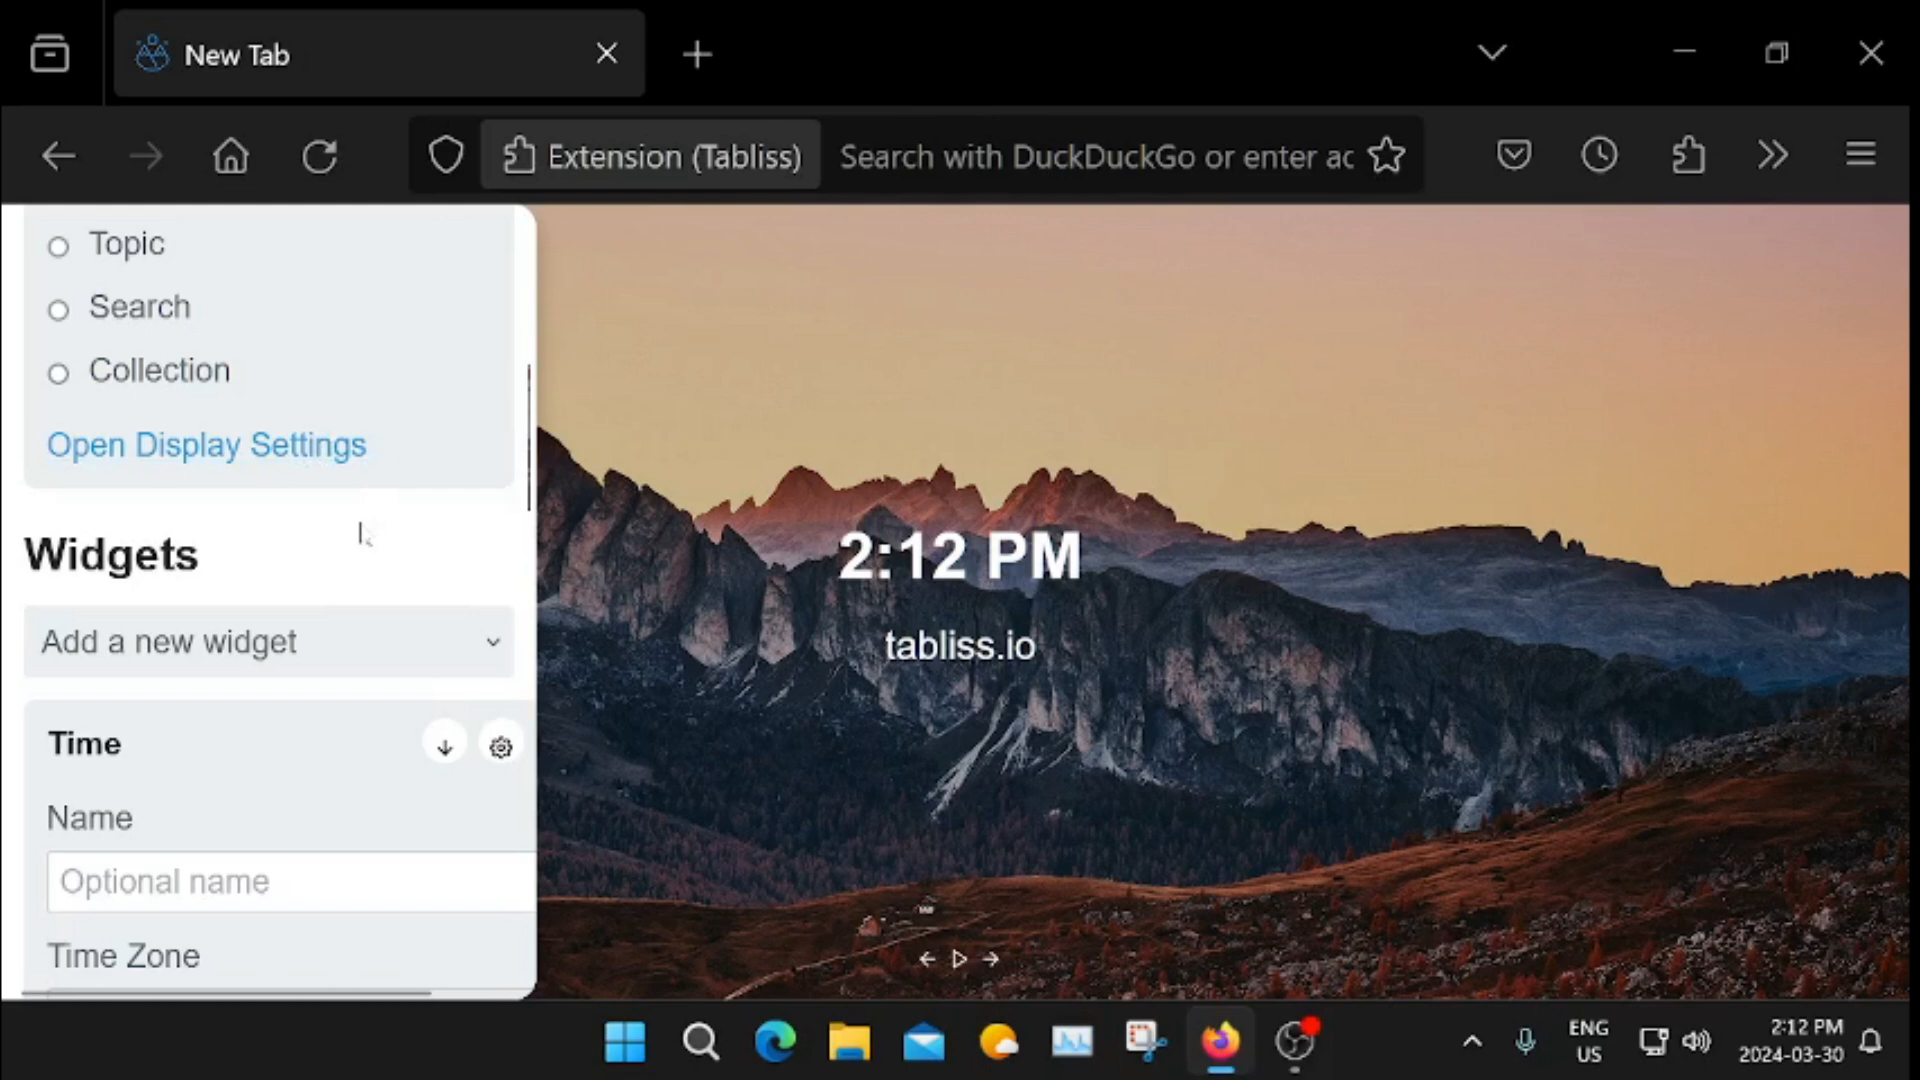 New Tab
Extension (Tabliss)
Search with DuckDuckGo or enter ac
Topic
Search
Collection
Open Display Settings
Widgets
Add a new widget
Time
Name
Optional name
Time Zone
2:12 PM
tabliss.io
ENG
US
2:12 PM
2024-03-30